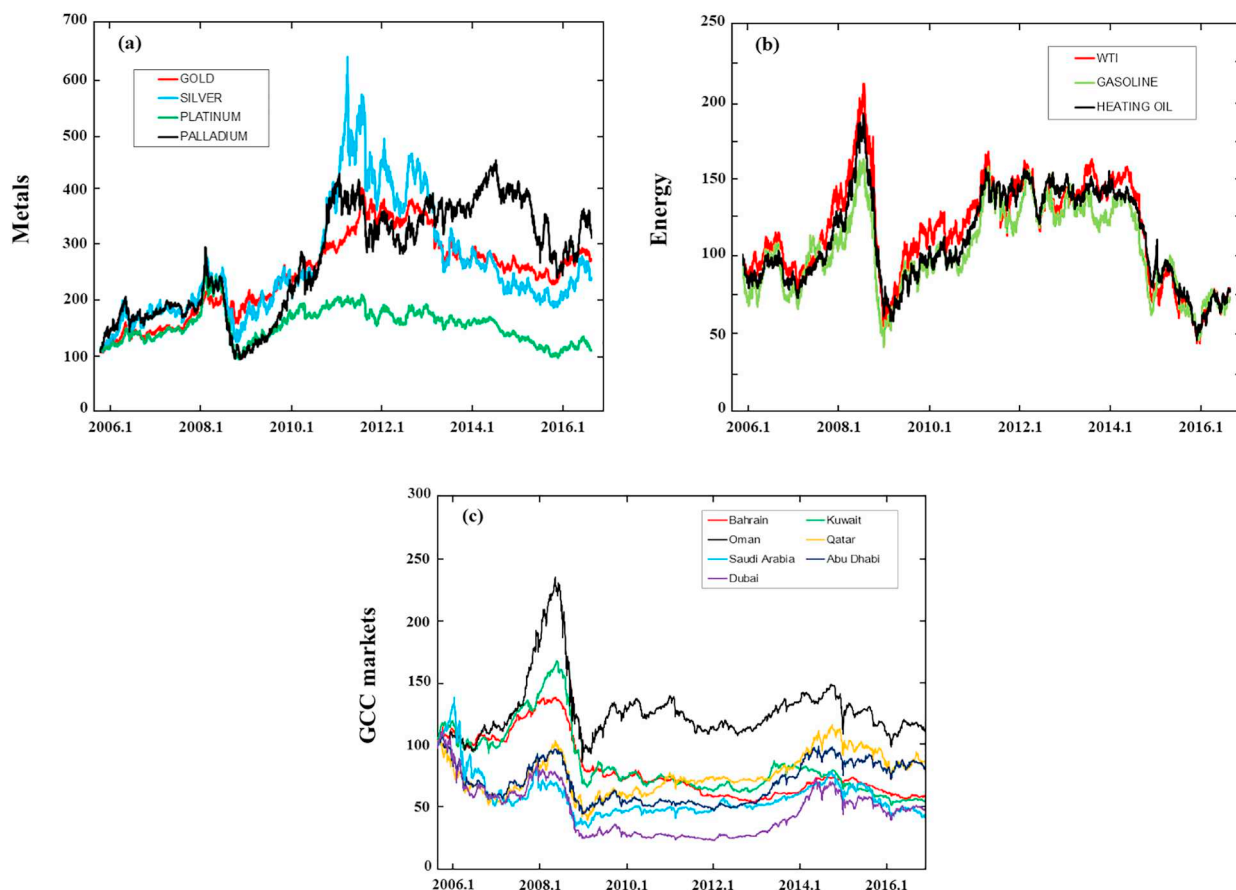 700
(a)
GOLD
SILVER
PLATINUM
PALLADIUM
600
500
400
300
200
100
0
Metals
2006.1 2008.1 2010.1 2012.1 2014.1 2016.1
250
(b)
WTI
GASOLINE
HEATING OIL
200
150
100
50
0
Energy
2006.1 2008.1 2010.1 2012.1 2014.1 2016.1
300
(c)
Bahrain Kuwait
Oman Qatar
Saudi Arabia Abu Dhabi
Dubai
250
200
150
100
50
0
GCC markets
2006.1 2008.1 2010.1 2012.1 2014.1 2016.1